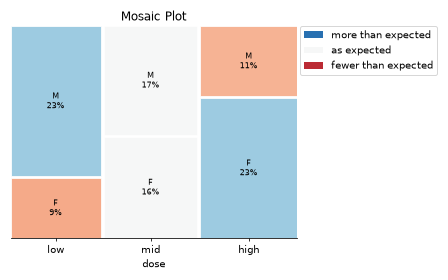 Mosaic Plot
more than expected
as expected
fewer than expected
M
23%
M
17%
M
11%
F
9%
F
16%
F
23%
low
mid
high
dose